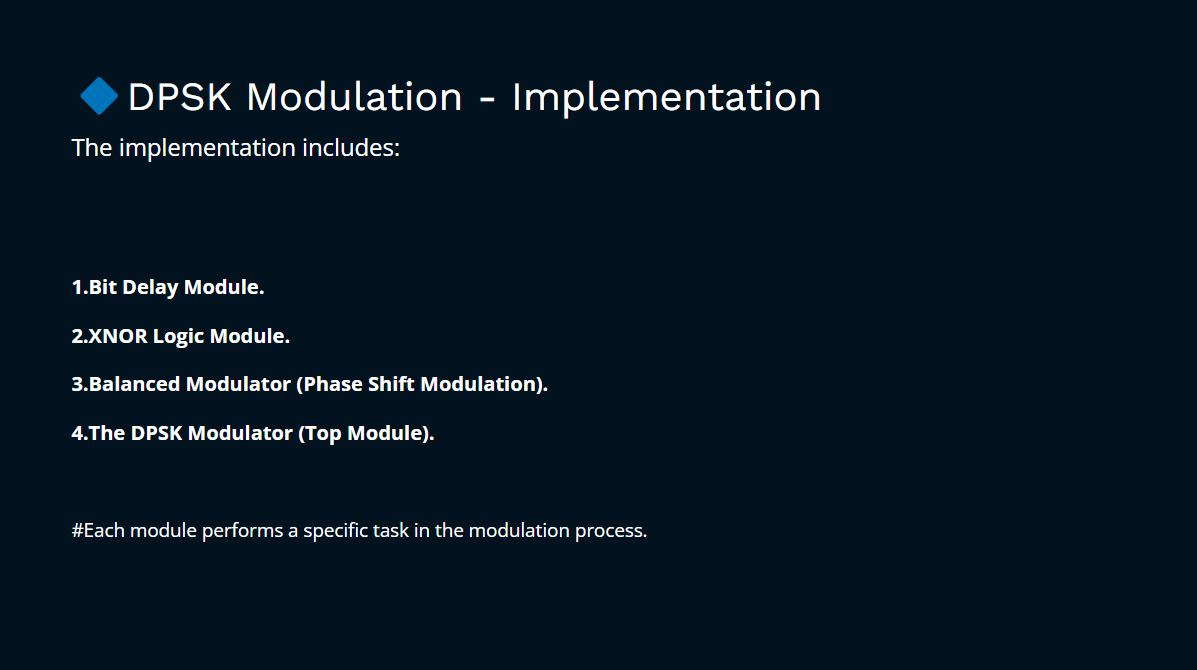 DPSK Modulation - Implementation
The implementation includes:
1.Bit Delay Module.
2.XNOR Logic Module.
3.Balanced Modulator (Phase Shift Modulation).
4.The DPSK Modulator (Top Module).
#Each module performs a specific task in the modulation process.